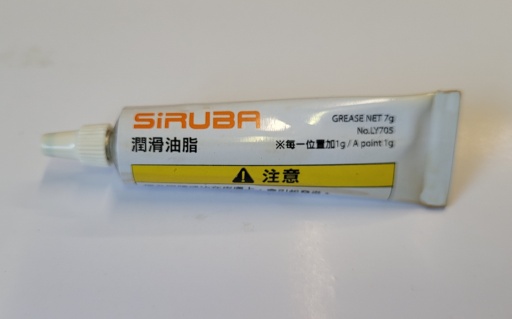 SiRUBA
GREASE NET 7g
No.LY705
潤滑油脂
※每一位置加1g / A point 1g
注意